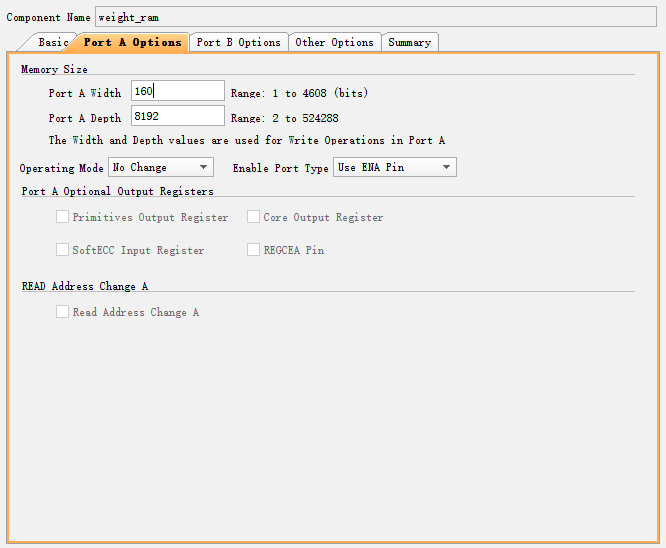 Component Name weight_ram
Basic Port A Options Port B Options Other Options Summary
Memory Size
Port A Width 160 Range: 1 to 4608 (bits)
Port A Depth 8192 Range: 2 to 524288
The Width and Depth values are used for Write Operations in Port A
Operating Mode No Change Enable Port Type Use ENA Pin
Port A Optional Output Registers
Primitives Output Register Core Output Register
SoftECC Input Register REGCEA Pin
READ Address Change A
Read Address Change A